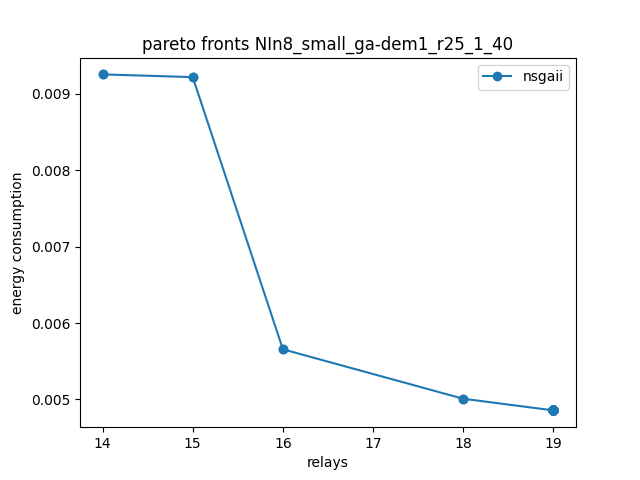 pareto fronts NIn8_small_ga-dem1_r25_1_40
nsgaii
0.009
0.008
0.007
0.006
0.005
energy consumption
14 15 16 17 18 19
relays